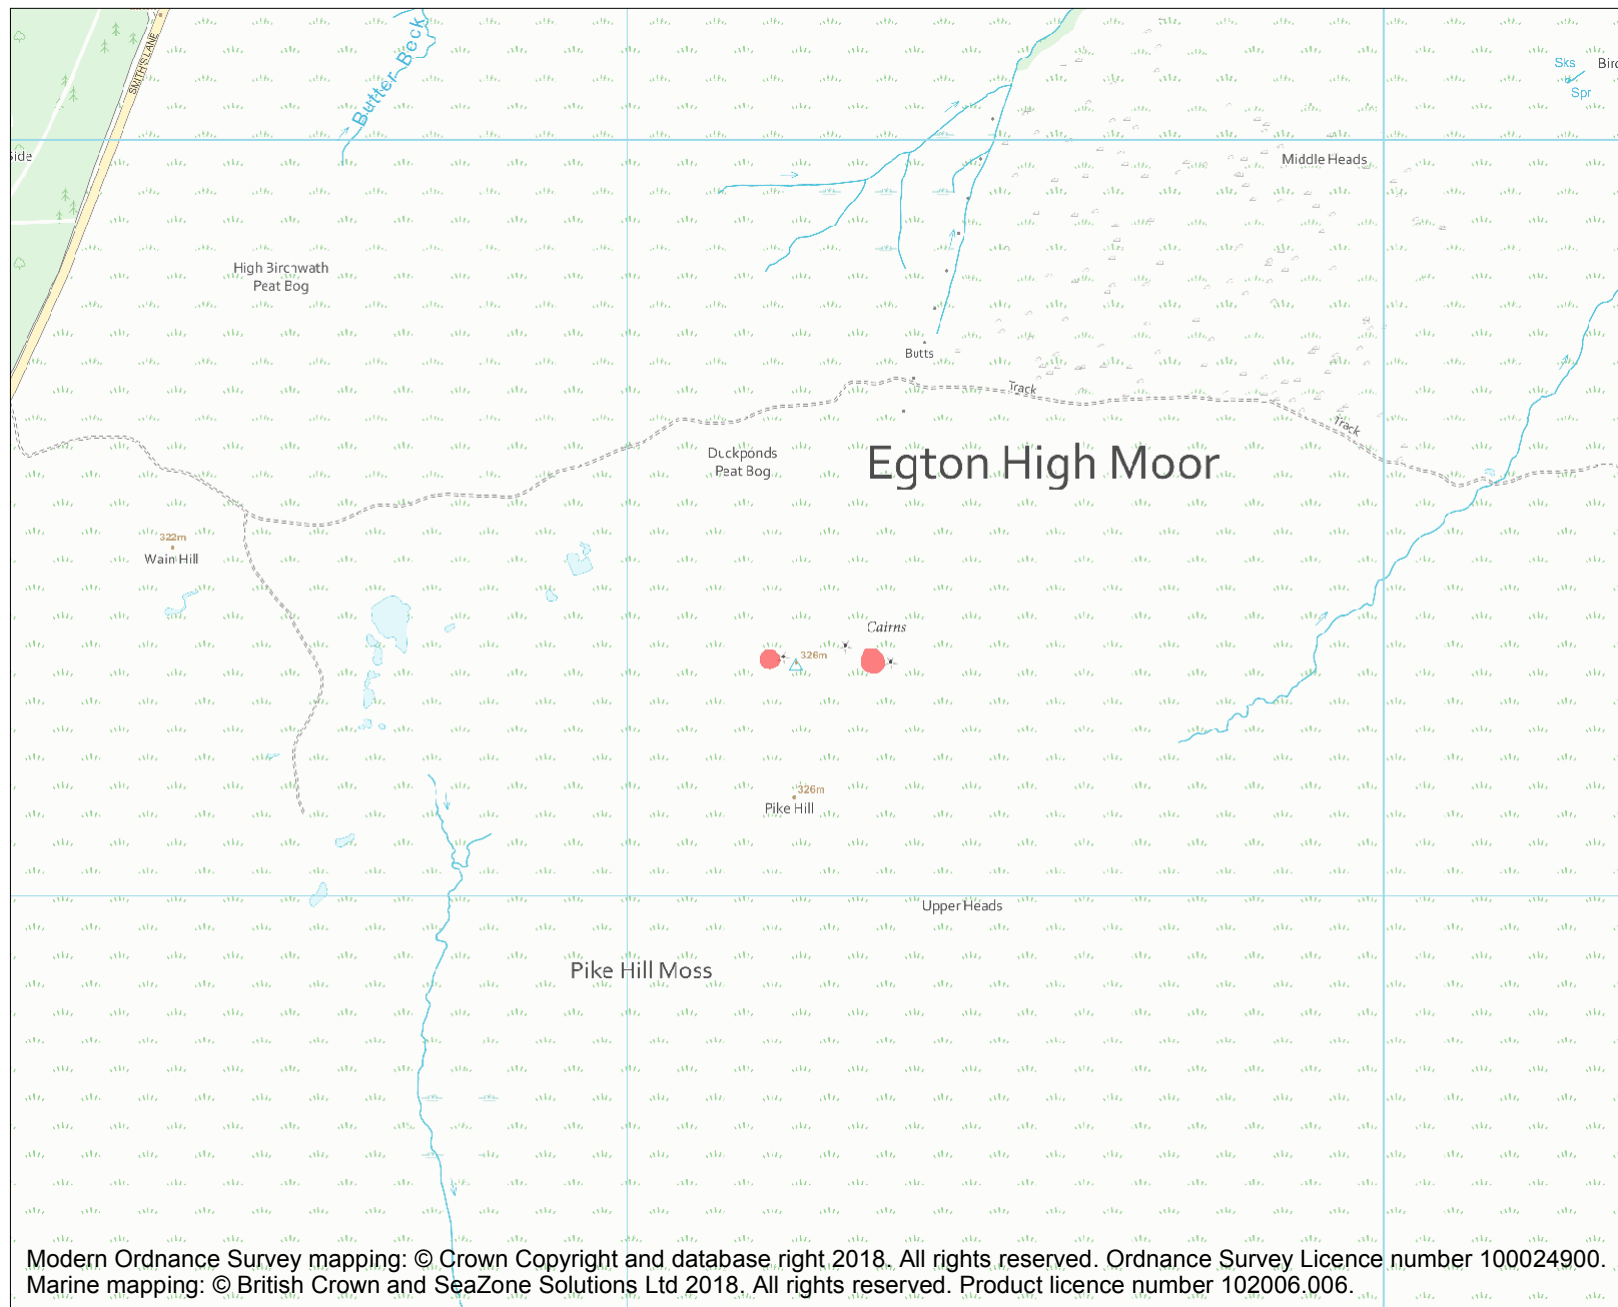 SMITH'S LANE
Butter Beck
Sks
Spr
Side
Middle Heads
High Birchwath
Peat Bog
Butts
Track
Track
Duckponds
Peat Bog
Egton High Moor
322m
Wain Hill
Cairns
326m
326m
Pike Hill
Upper Heads
Pike Hill Moss
Modern Ordnance Survey mapping: © Crown Copyright and database right 2018. All rights reserved. Ordnance Survey Licence number 100024900.
Marine mapping: © British Crown and SeaZone Solutions Ltd 2018. All rights reserved. Product licence number 102006.006.